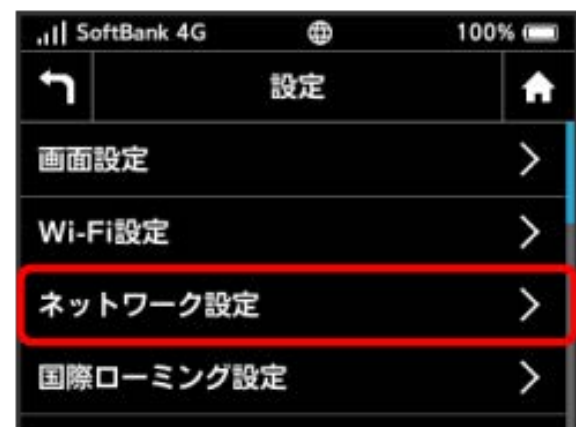 SoftBank 4G 100%
設定
画面設定
Wi-Fi設定
ネットワーク設定
国際ローミング設定